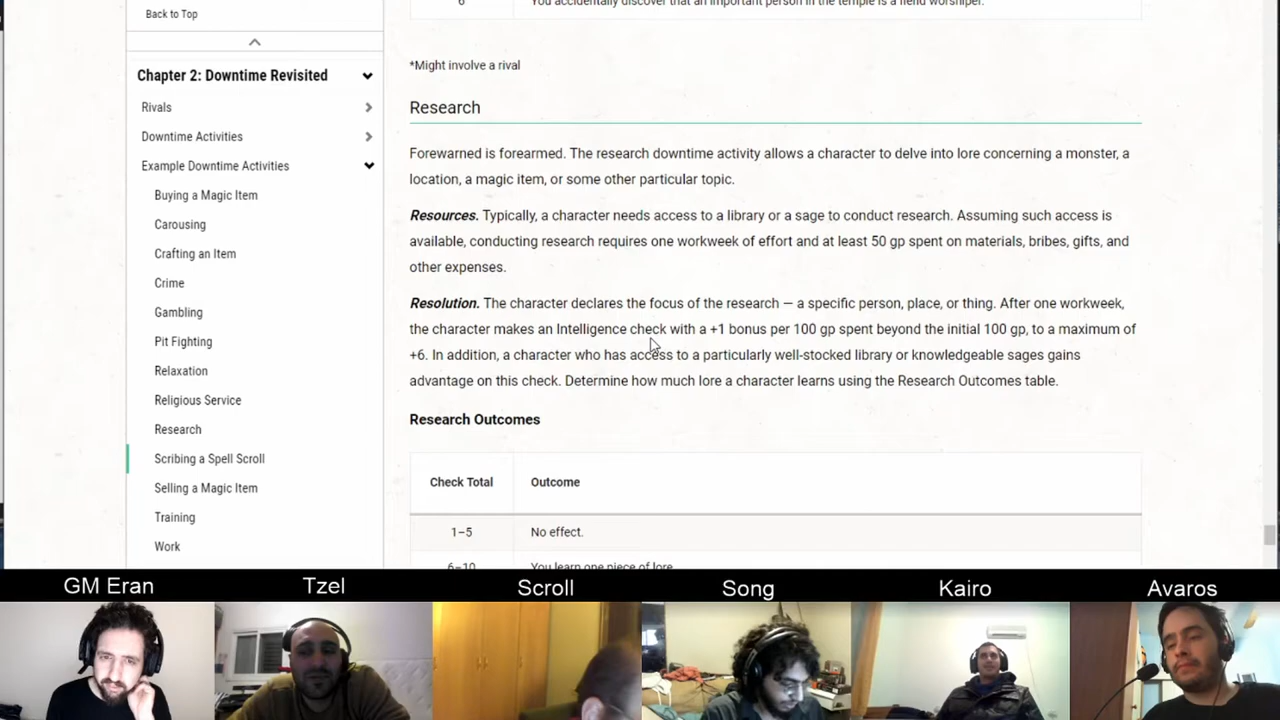 Back to Top
Chapter 2: Downtime Revisited
Rivals
Downtime Activities
Example Downtime Activities
Buying a Magic Item
Carousing
Crafting an Item
Crime
Gambling
Pit Fighting
Relaxation
Religious Service
Research
Scribing a Spell Scroll
Selling a Magic Item
Training
Work
6 You accidentally discover that an important person in the temple is a fiend worshiper.
*Might involve a rival
Research
Forewarned is forearmed. The research downtime activity allows a character to delve into lore concerning a monster, a
location, a magic item, or some other particular topic.
Resources. Typically, a character needs access to a library or a sage to conduct research. Assuming such access is
available, conducting research requires one workweek of effort and at least 50 gp spent on materials, bribes, gifts, and
other expenses.
Resolution. The character declares the focus of the research — a specific person, place, or thing. After one workweek,
the character makes an Intelligence check with a +1 bonus per 100 gp spent beyond the initial 100 gp, to a maximum of
+6. In addition, a character who has access to a particularly well-stocked library or knowledgeable sages gains
advantage on this check. Determine how much lore a character learns using the Research Outcomes table.
Research Outcomes
Check Total Outcome
1–5 No effect.
6–10 You learn one piece of lore.
GM Eran Tzel Scroll Song Kairo Avaros